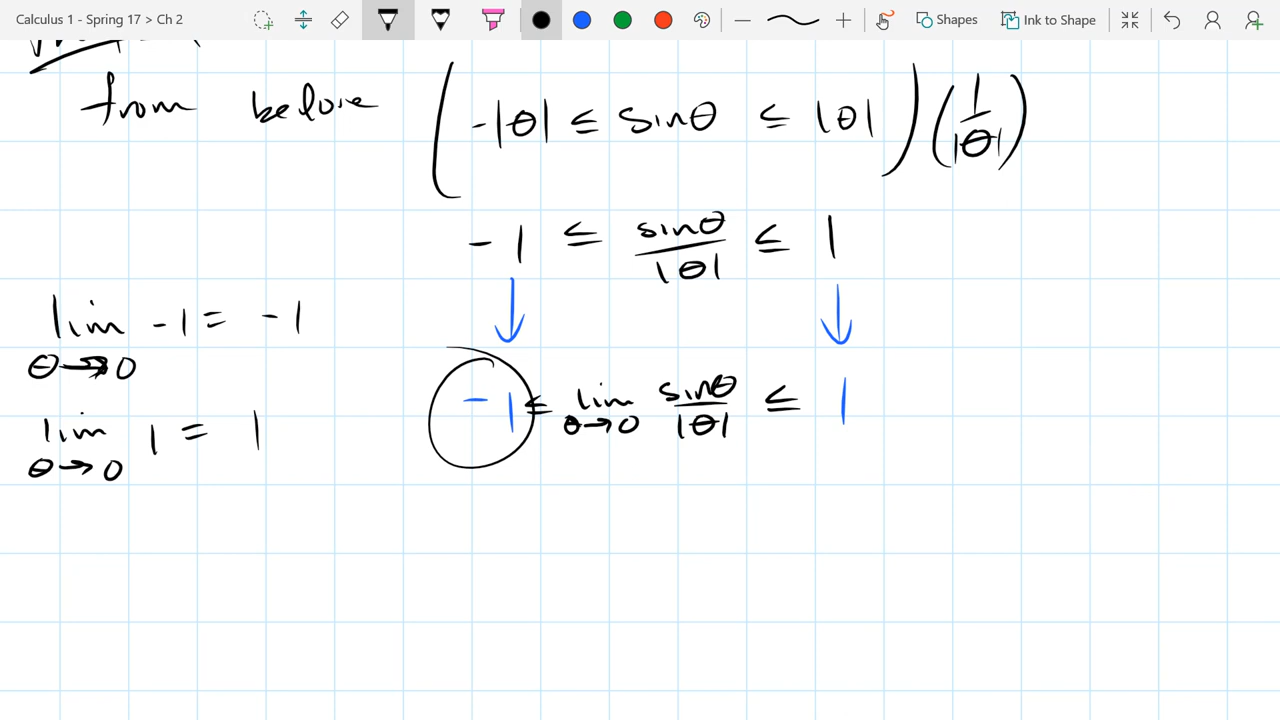 Calculus 1 - Spring 17 > Ch 2
Shapes
Ink to Shape
from before ( -|θ| ≤ sinθ ≤ |θ| ) ( 1/|θ| )
-1 ≤ sinθ/|θ| ≤ 1
lim θ→0 -1 = -1
-1 ≤ lim θ→0 sinθ/|θ| ≤ 1
lim θ→0 1 = 1